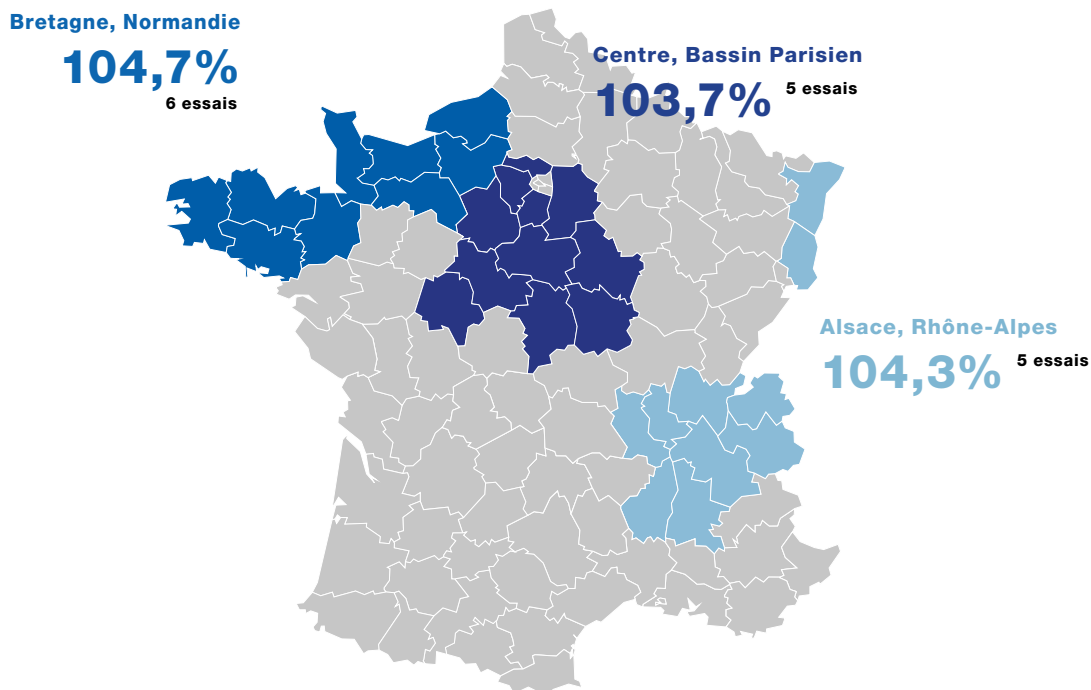 Bretagne, Normandie
104,7%
6 essais
Centre, Bassin Parisien
103,7% 5 essais
Alsace, Rhône-Alpes
104,3% 5 essais